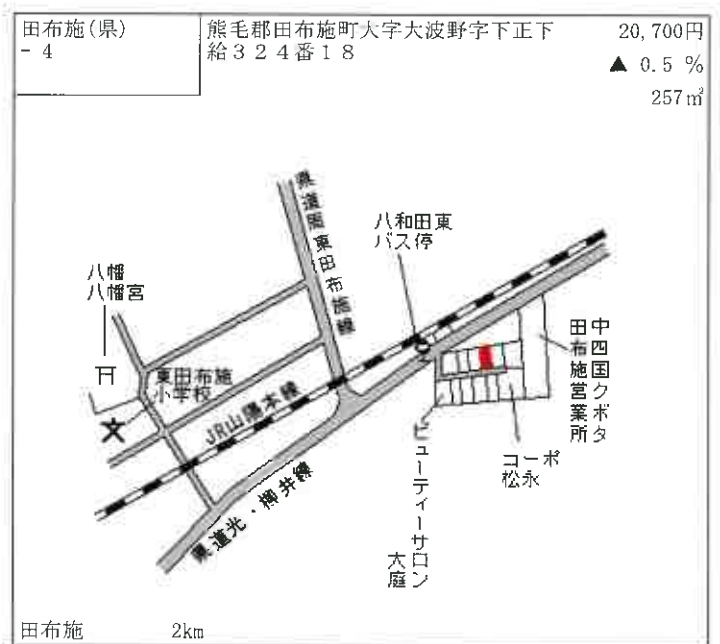 田布施(県)
- 4
熊毛郡田布施町大字大波野字下正下
給324番18
20,700円
▲ 0.5 %
257㎡
県道周東田布施線
八和田東
バス停
八幡
八幡宮
東田布施
小学校
JR山陽本線
県道光・柳井線
中四国クボタ
田布施営業所
コーポ
松永
ビューティーサロン
大庭
田布施 2km